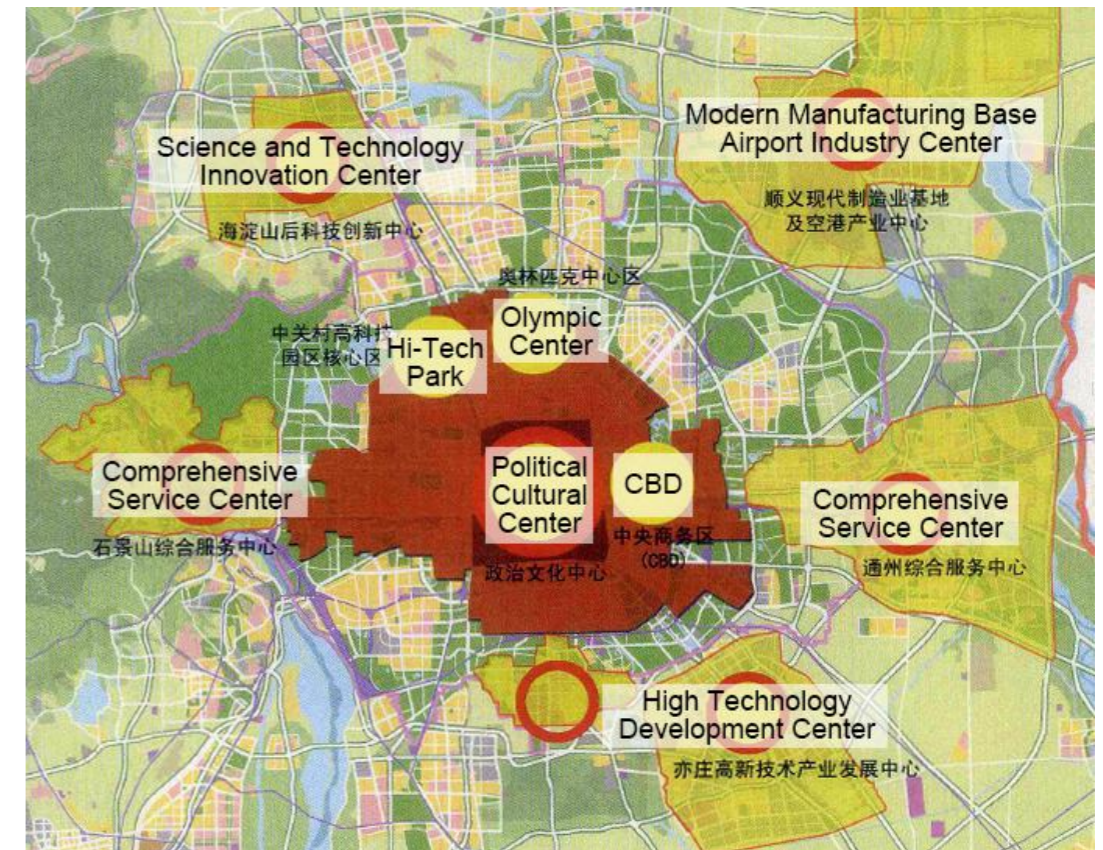 Modern Manufacturing Base
Airport Industry Center
顺义现代制造业基地
及空港产业中心
Science and Technology
Innovation Center
海淀山后科技创新中心
奥林匹克中心区
Olympic
Center
中关村高科技
园区核心区
Hi-Tech
Park
Comprehensive
Service Center
石景山综合服务中心
Political
Cultural
Center
政治文化中心
CBD
中央商务区
(CBD)
Comprehensive
Service Center
通州综合服务中心
High Technology
Development Center
亦庄高新技术产业发展中心